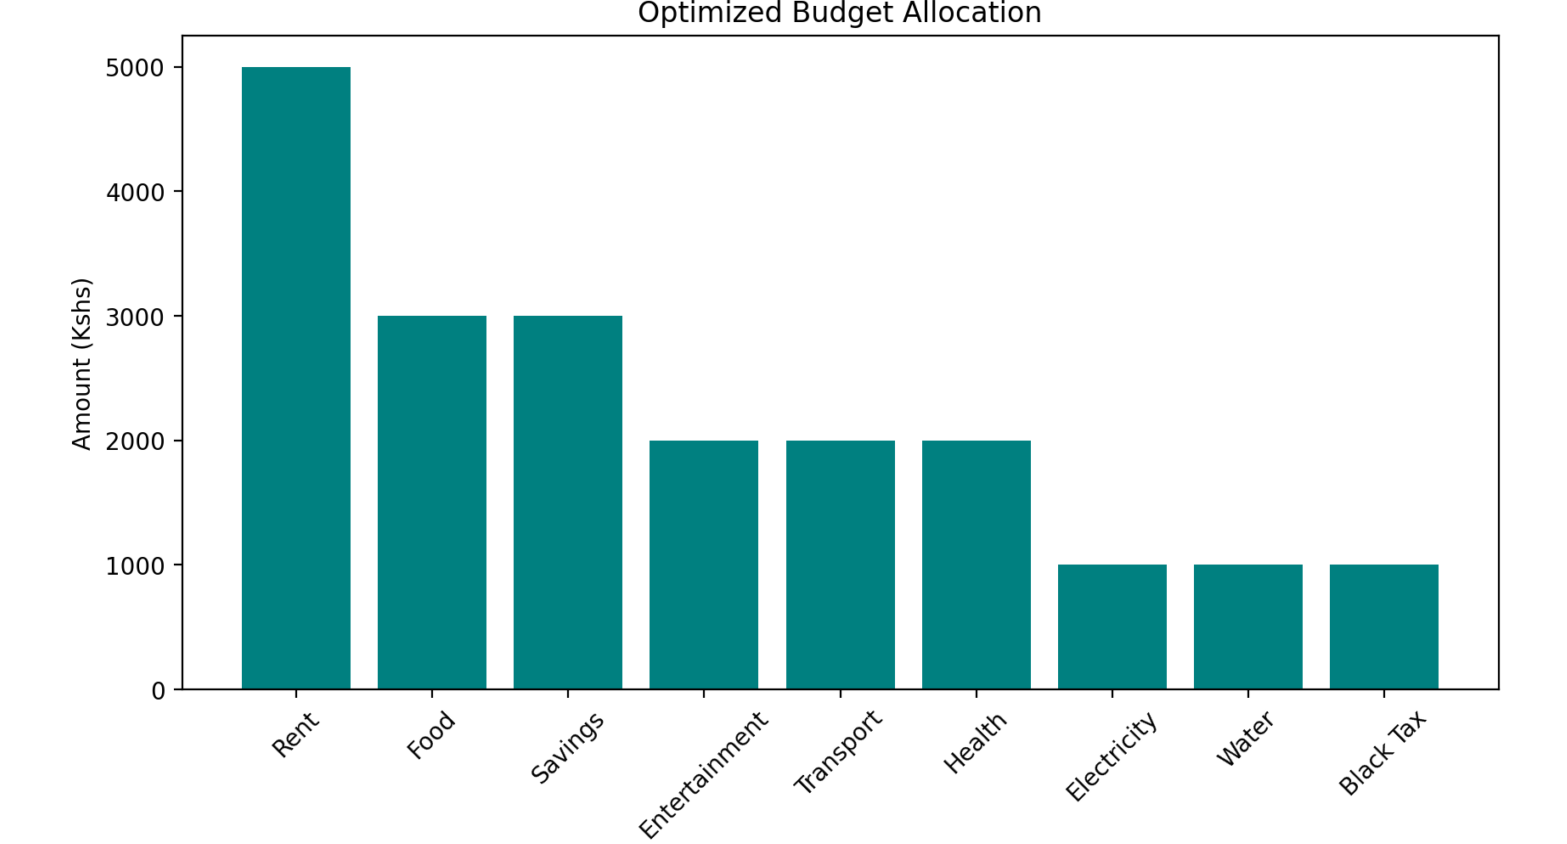 Optimized Budget Allocation
Amount (Kshs)
5000
4000
3000
2000
1000
0
Rent
Food
Savings
Entertainment
Transport
Health
Electricity
Water
Black Tax